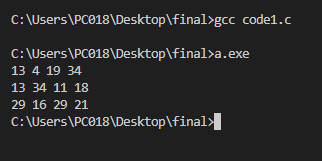 C:\Users\PC018\Desktop\final>gcc code1.c
C:\Users\PC018\Desktop\final>a.exe
13 4 19 34
13 34 11 18
29 16 29 21
C:\Users\PC018\Desktop\final>